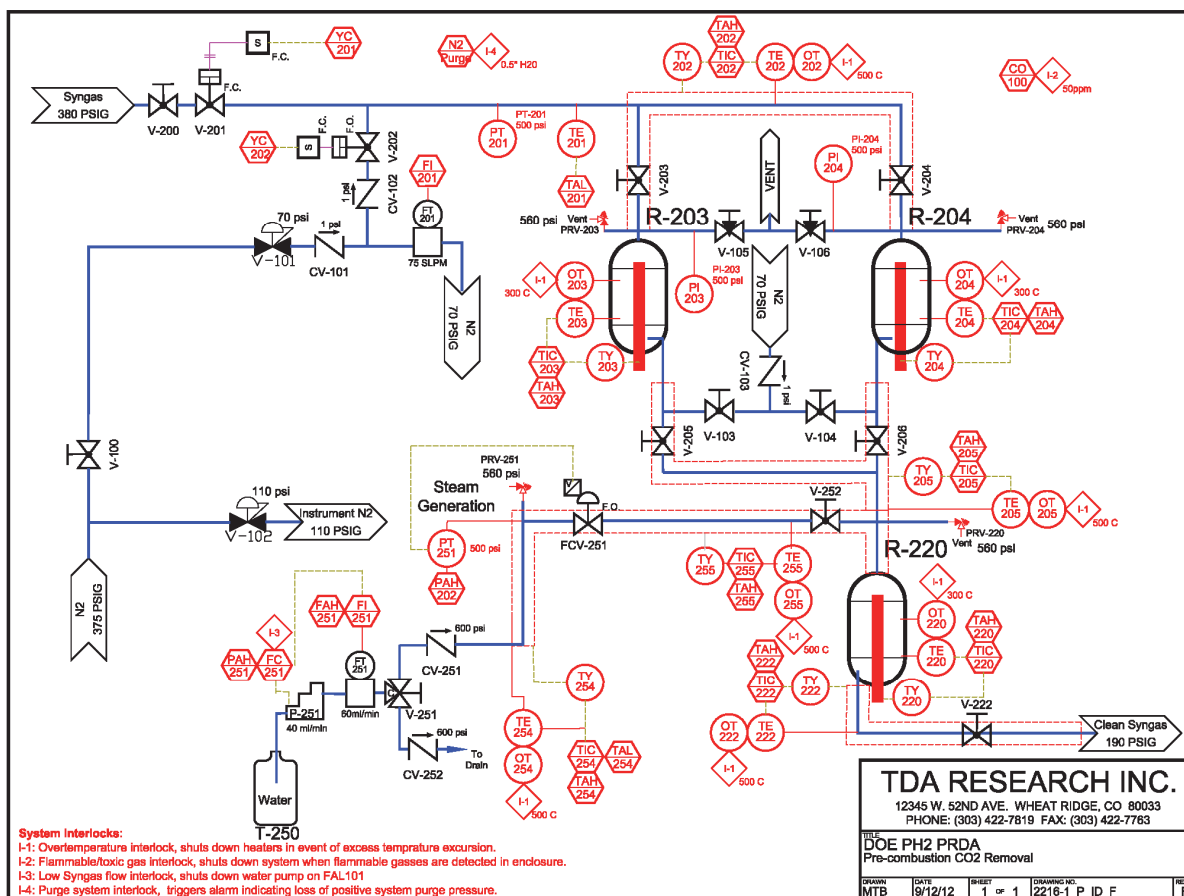 YC
201
S
F.C.
F.C.
N2
Purge
I-4
0.5" H20
TAH
202
TY
202
TIC
202
TE
202
OT
202
I-1
500 C
CO
100
I-2
50ppm
Syngas
380 PSIG
V-200
V-201
YC
202
S
F.C.
F.O.
V-202
PT-201
500 psi
PT
201
TE
201
TAL
201
PI-204
500 psi
PI
204
VENT
V-203
V-204
FI
201
1 psi
CV-102
FT
201
75 SLPM
70 psi
V-101
1 psi
CV-101
N2
70 PSIG
560 psi
Vent
PRV-203
R-203
R-204
Vent
PRV-204
560 psi
V-105
V-106
PI-203
500 psi
PI
203
N2
70 PSIG
I-1
300 C
OT
203
TE
203
TIC
203
TAH
203
TY
203
OT
204
I-1
300 C
TE
204
TIC
204
TAH
204
TY
204
CV-103
1 psi
V-103
V-104
V-205
V-206
V-100
110 psi
V-102
Instrument N2
110 PSIG
N2
375 PSIG
PRV-251
560 psi
Steam
Generation
F.O.
FCV-251
V-252
TAH
205
TY
205
TIC
205
TE
205
OT
205
I-1
500 C
PRV-220
Vent
560 psi
R-220
PT
251
500 psi
PAH
202
TY
255
TIC
255
TAH
255
TE
255
OT
255
I-1
500 C
I-1
300 C
OT
220
TE
220
TAH
220
TIC
220
TY
220
FAH
251
FI
251
I-3
PAH
251
FC
251
FT
251
60ml/min
P-251
40 ml/min
C
V-251
600 psi
CV-251
600 psi
CV-252
To
Drain
TY
254
TE
254
OT
254
TIC
254
TAL
254
TAH
254
I-1
500 C
TAH
222
TIC
222
TY
222
OT
222
TE
222
I-1
500 C
V-222
Clean Syngas
190 PSIG
Water
T-250
System Interlocks:
I-1: Overtemperature interlock, shuts down heaters in event of excess temprature excursion.
I-2: Flammable/toxic gas interlock, shuts down system when flammable gasses are detected in enclosure.
I-3: Low Syngas flow interlock, shuts down water pump on FAL101
I-4: Purge system interlock, triggers alarm indicating loss of positive system purge pressure.
TDA RESEARCH INC.
12345 W. 52ND AVE. WHEAT RIDGE, CO 80033
PHONE: (303) 422-7819 FAX: (303) 422-7763
TITLE
DOE PH2 PRDA
Pre-combustion CO2 Removal
DRAWN
MTB
DATE
9/12/12
SHEET
1 OF 1
DRAWING NO.
2216-1 P ID F